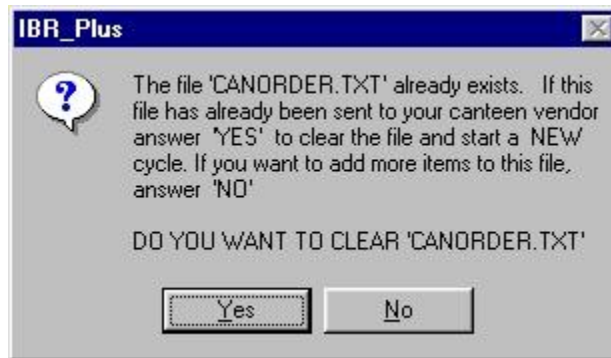 IBR_Plus
The file 'CANORDER.TXT' already exists.   If this
file has already been sent to your canteen vendor
answer  'YES'  to clear the file and start a  NEW
cycle. If you want to add more items to this file,
answer  'NO'
DO YOU WANT TO CLEAR 'CANORDER.TXT'
Yes
No